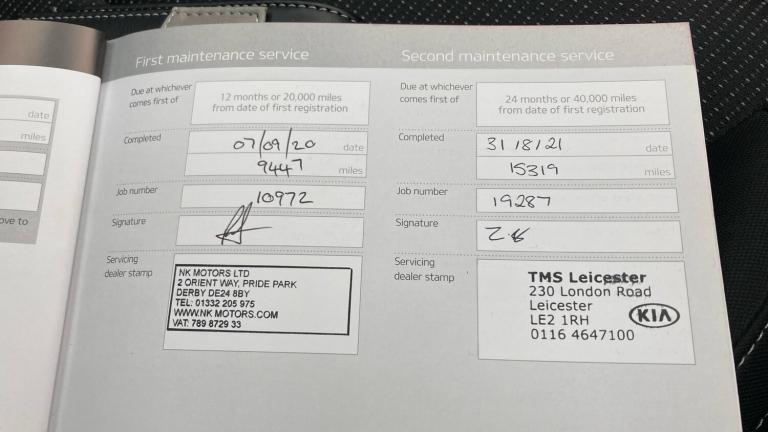 First maintenance service
Due at whichever
comes first of
12 months or 20,000 miles
from date of first registration
Completed
07/09/20 date
9447 miles
Job number
10972
Signature
Servicing
dealer stamp
NK MOTORS LTD
2 ORIENT WAY, PRIDE PARK
DERBY DE24 8BY
TEL: 01332 205 975
WWW.NK MOTORS.COM
VAT: 789 8729 33
Second maintenance service
Due at whichever
comes first of
24 months or 40,000 miles
from date of first registration
Completed
31/8/21 date
15319 miles
Job number
19287
Signature
Servicing
dealer stamp
TMS Leicester
230 London Road
Leicester
LE2 1RH
0116 4647100
KIA
date
miles
ove to